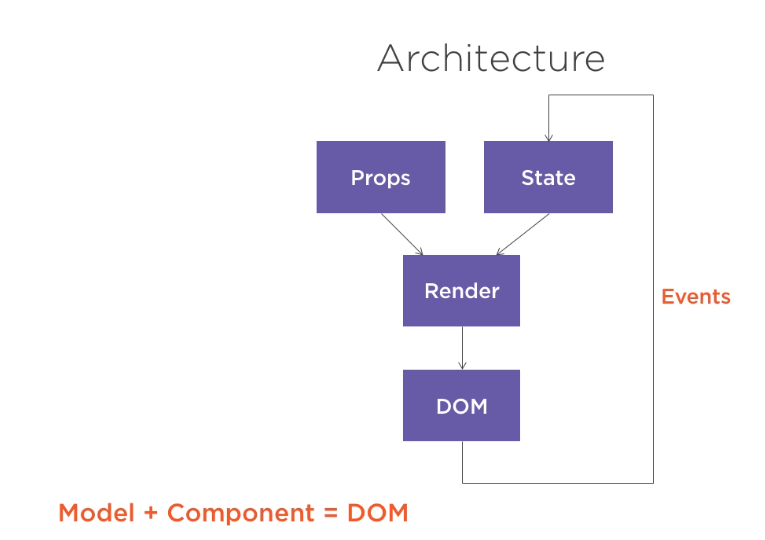 Architecture
Props
State
Render
Events
DOM
Model + Component = DOM